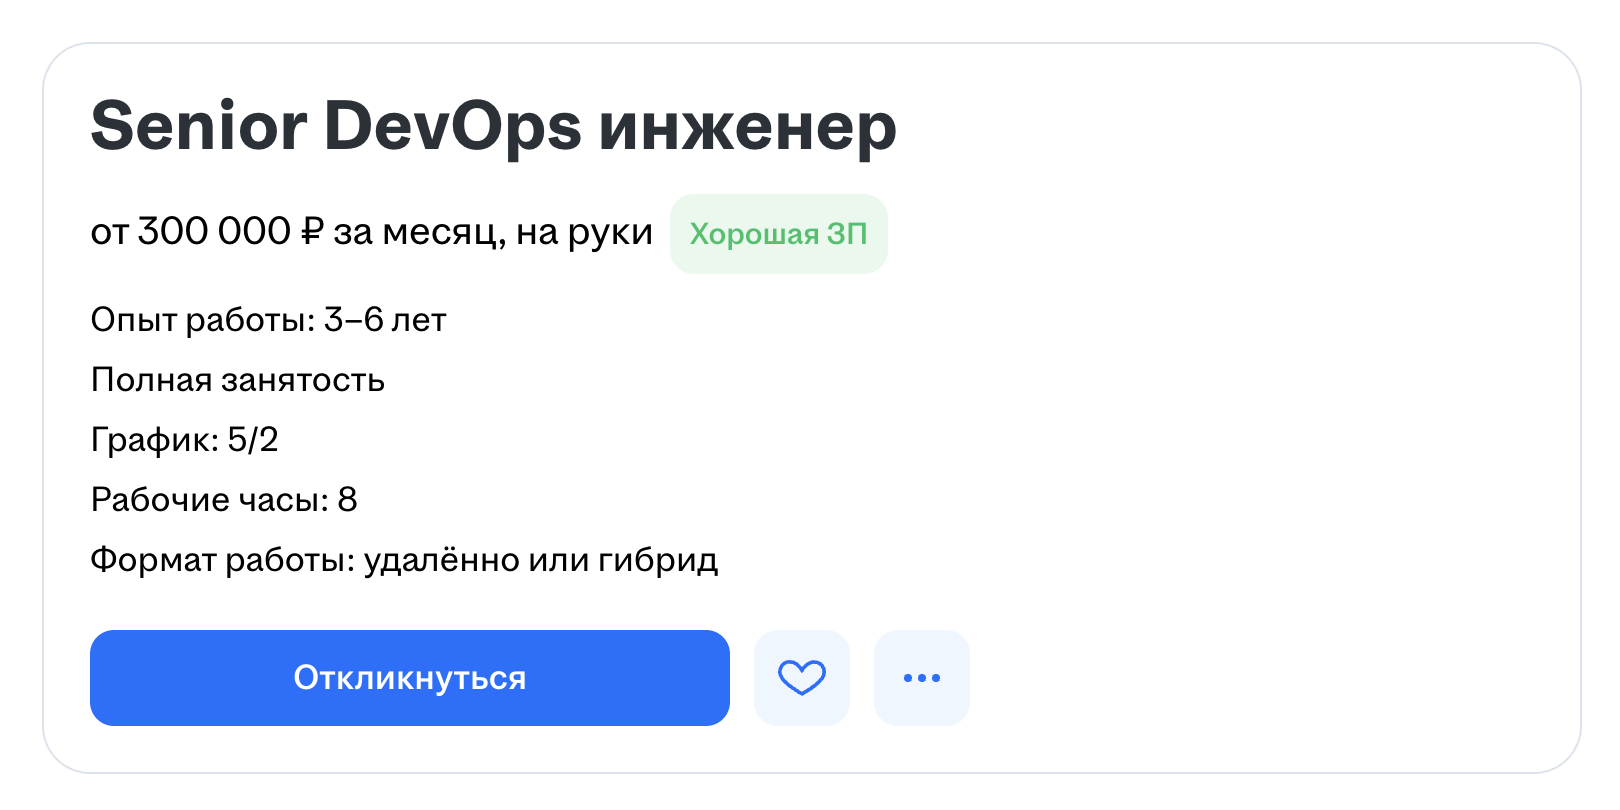 Senior DevOps инженер
от 300 000 ₽ за месяц, на руки Хорошая ЗП
Опыт работы: 3–6 лет
Полная занятость
График: 5/2
Рабочие часы: 8
Формат работы: удалённо или гибрид
Откликнуться